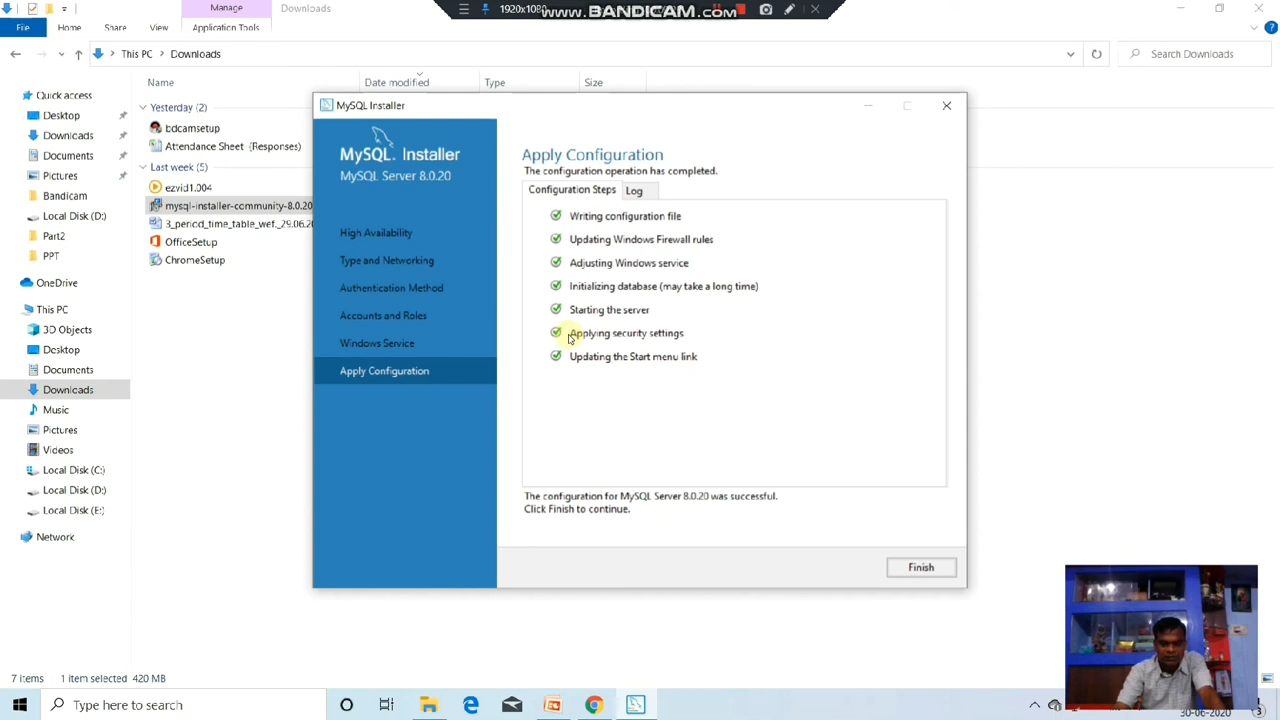 Manage
Downloads
1920x1080
www.BANDICAM.com
File
Home
Share
View
Application Tools
This PC
Downloads
Search Downloads
Name
Date modified
Type
Size
Quick access
Desktop
Downloads
Documents
Pictures
Bandicam
Local Disk (D:)
Part2
PPT
OneDrive
This PC
3D Objects
Desktop
Documents
Downloads
Music
Pictures
Videos
Local Disk (C:)
Local Disk (D:)
Local Disk (E:)
Network
Yesterday (2)
bdcamsetup
Attendance Sheet (Responses)
Last week (5)
ezvid1.004
mysql-installer-community-8.0.20
3_period_time_table_wef._29.06.20
OfficeSetup
ChromeSetup
MySQL Installer
MySQL. Installer
MySQL Server 8.0.20
High Availability
Type and Networking
Authentication Method
Accounts and Roles
Windows Service
Apply Configuration
Apply Configuration
The configuration operation has completed.
Configuration Steps
Log
Writing configuration file
Updating Windows Firewall rules
Adjusting Windows service
Initializing database (may take a long time)
Starting the server
Applying security settings
Updating the Start menu link
The configuration for MySQL Server 8.0.20 was successful.
Click Finish to continue.
Finish
7 items
1 item selected 420 MB
Type here to search
30-06-2020
3